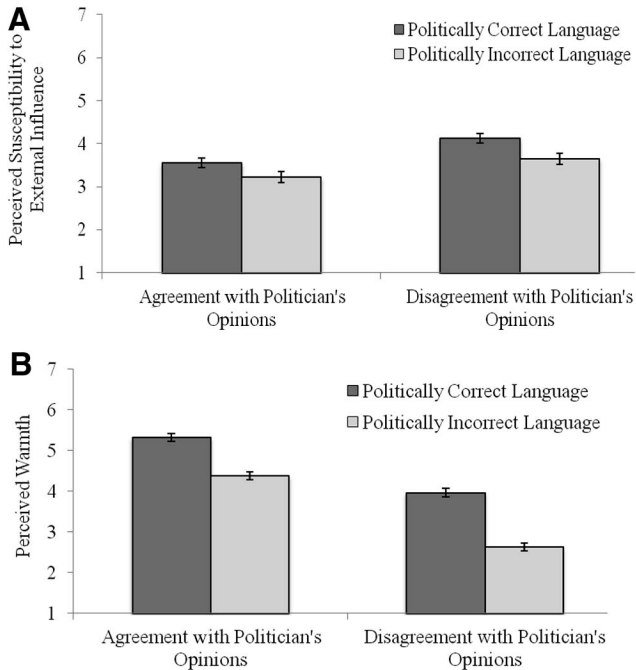 A
Perceived Susceptibility to
External Influence
7
6
5
4
3
2
1
Politically Correct Language
Politically Incorrect Language
Agreement with Politician's
Opinions
Disagreement with Politician's
Opinions
B
Perceived Warmth
7
6
5
4
3
2
1
Politically Correct Language
Politically Incorrect Language
Agreement with Politician's
Opinions
Disagreement with Politician's
Opinions